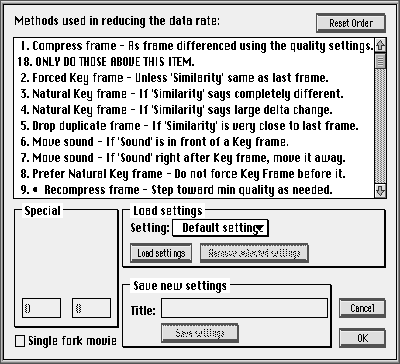 Methods used in reducing the data rate:
Reset Order
1. Compress frame - As frame differenced using the quality settings.
18. ONLY DO THOSE ABOVE THIS ITEM.
2. Forced Key frame - Unless 'Similarity' same as last frame.
3. Natural Key frame - If 'Similarity' says completely different.
4. Natural Key frame - If 'Similarity' says large delta change.
5. Drop duplicate frame - If 'Similarity' is very close to last frame.
6. Move sound - If 'Sound' is in front of a Key frame.
7. Move sound - If 'Sound' right after Key frame, move it away.
8. Prefer Natural Key frame - Do not force Key Frame before it.
9. • Recompress frame - Step toward min quality as needed.
Special
0 8
Load settings
Setting: Default setting
Load settings
Remove selected settings
Save new settings
Title:
Save settings
Cancel
Single fork movie
OK